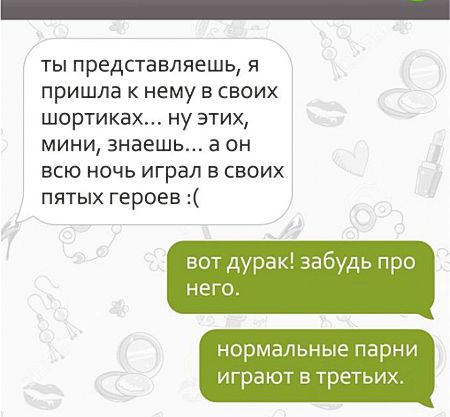 ты представляешь, я
пришла к нему в своих
шортиках... ну этих,
мини, знаешь... а он
всю ночь играл в своих
пятых героев :(
вот дурак! забудь про
него.
нормальные парни
играют в третьих.